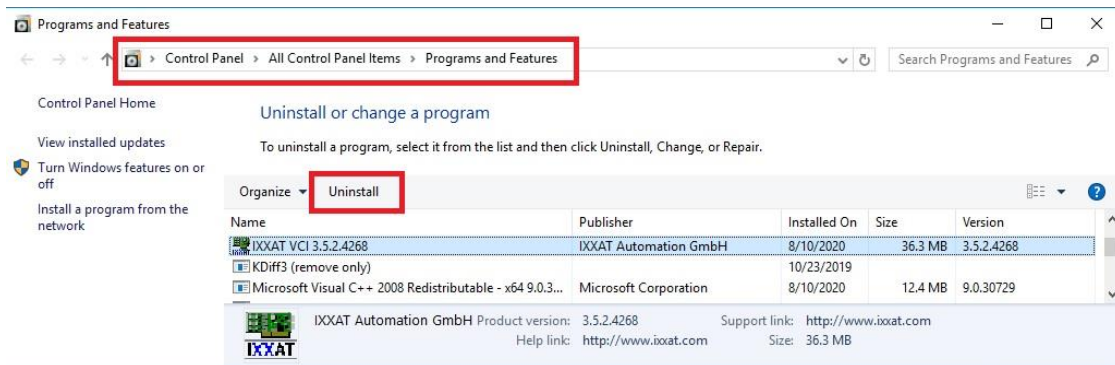 Programs and Features
Control Panel > All Control Panel Items > Programs and Features
Search Programs and Features
Control Panel Home
View installed updates
Turn Windows features on or
off
Install a program from the
network
Uninstall or change a program
To uninstall a program, select it from the list and then click Uninstall, Change, or Repair.
Organize Uninstall
Name Publisher Installed On Size Version
IXXAT VCI 3.5.2.4268 IXXAT Automation GmbH 8/10/2020 36.3 MB 3.5.2.4268
KDiff3 (remove only) 10/23/2019
Microsoft Visual C++ 2008 Redistributable - x64 9.0.3... Microsoft Corporation 8/10/2020 12.4 MB 9.0.30729
IXXAT Automation GmbH Product version: 3.5.2.4268 Support link: http://www.ixxat.com
Help link: http://www.ixxat.com Size: 36.3 MB
IXXAT